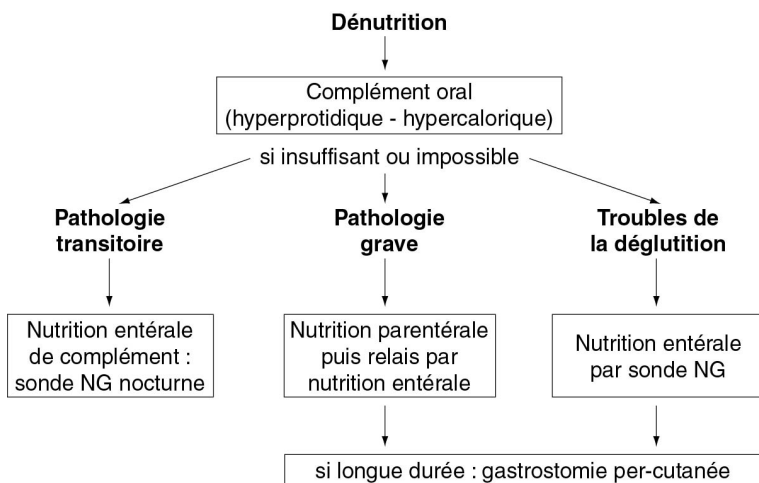 Dénutrition
Complément oral
(hyperprotidique - hypercalorique)
si insuffisant ou impossible
Pathologie
transitoire
Pathologie
grave
Troubles de
la déglutition
Nutrition entérale
de complément :
sonde NG nocturne
Nutrition parentérale
puis relais par
nutrition entérale
Nutrition entérale
par sonde NG
si longue durée : gastrostomie per-cutanée